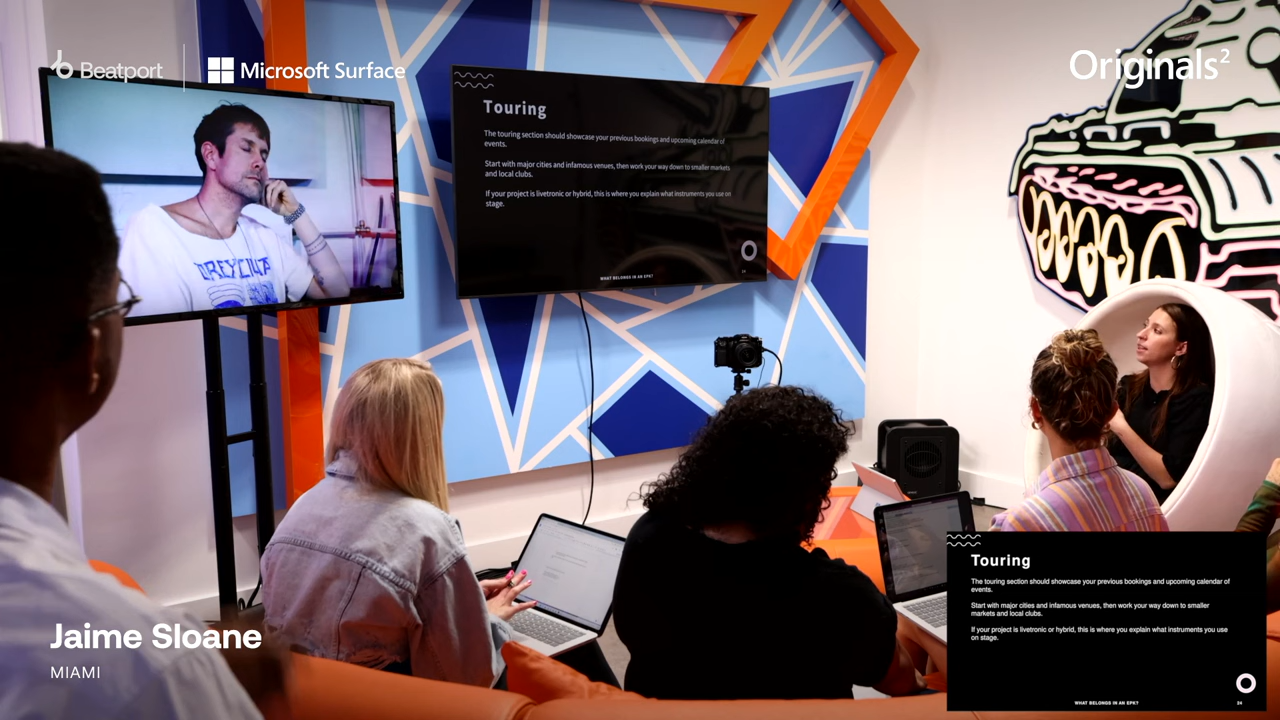 Beatport
Microsoft Surface
Originals²
Touring
The touring section should showcase your previous bookings and upcoming calendar of
events.
Start with major cities and infamous venues, then work your way down to smaller markets
and local clubs.
If your project is livetronic or hybrid, this is where you explain what instruments you use on
stage.
WHAT BELONGS IN AN EPK?
24
Jaime Sloane
MIAMI
Touring
The touring section should showcase your previous bookings and upcoming calendar of
events.
Start with major cities and infamous venues, then work your way down to smaller
markets and local clubs.
If your project is livetronic or hybrid, this is where you explain what instruments you use
on stage.
WHAT BELONGS IN AN EPK?
24